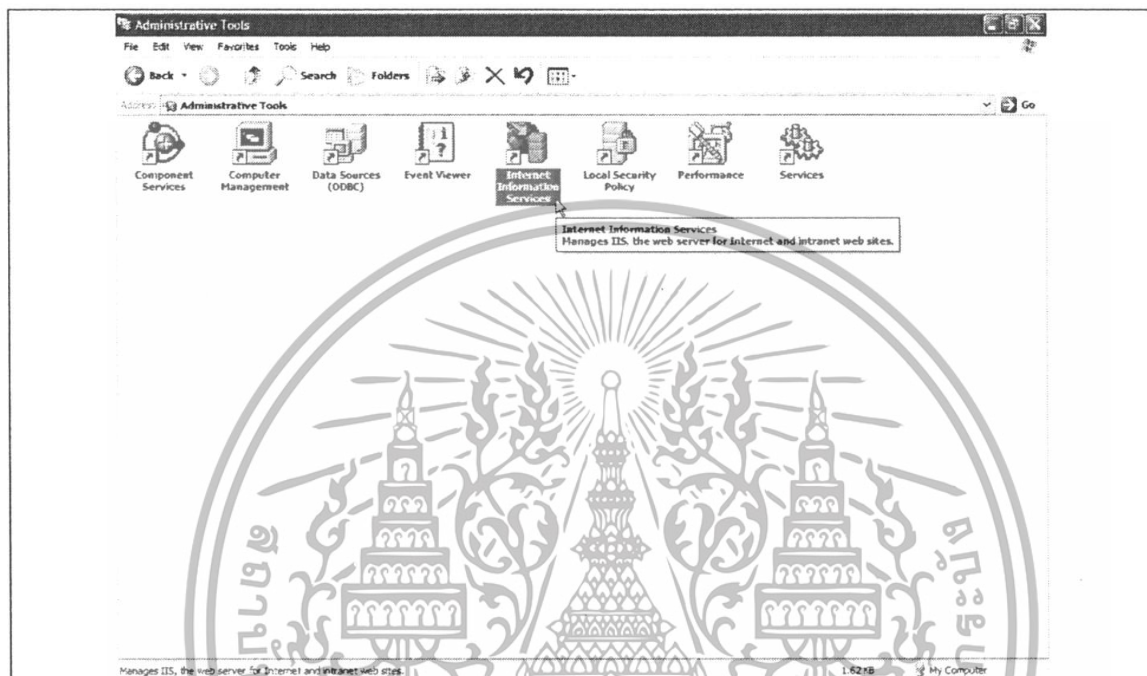 Administrative Tools
File Edit View Favorites Tools Help
Back Search Folders
Address Administrative Tools Go
Component Services
Computer Management
Data Sources (ODBC)
Event Viewer
Internet Information Services
Local Security Policy
Performance
Services
Internet Information Services
Manages IIS, the web server for Internet and intranet web sites.
Manages IIS, the web server for Internet and intranet web sites.
1.62 KB
My Computer